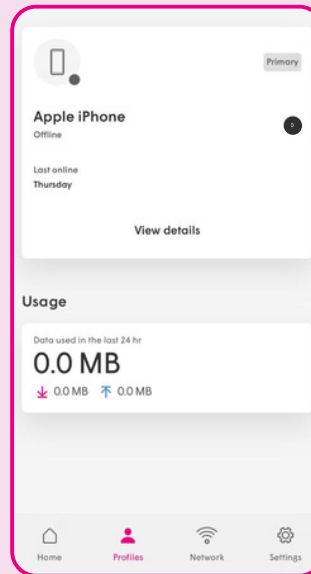 Primary
Apple iPhone
Offline
Last online
Thursday
View details
Usage
Data used in the last 24 hr
0.0 MB
0.0 MB 0.0 MB
Home Profiles Network Settings